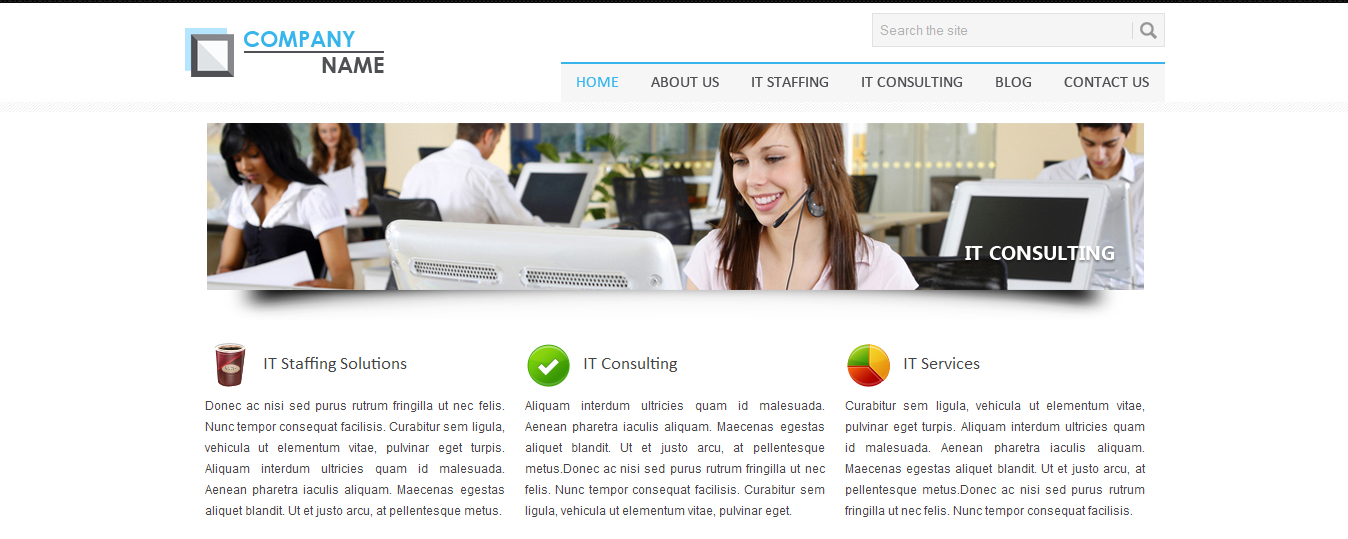 COMPANY
NAME
Search the site
HOME ABOUT US IT STAFFING IT CONSULTING BLOG CONTACT US
IT CONSULTING
IT Staffing Solutions
Donec ac nisi sed purus rutrum fringilla ut nec felis.
Nunc tempor consequat facilisis. Curabitur sem ligula,
vehicula ut elementum vitae, pulvinar eget turpis.
Aliquam interdum ultricies quam id malesuada.
Aenean pharetra iaculis aliquam. Maecenas egestas
aliquet blandit. Ut et justo arcu, at pellentesque metus.
IT Consulting
Aliquam interdum ultricies quam id malesuada.
Aenean pharetra iaculis aliquam. Maecenas egestas
aliquet blandit. Ut et justo arcu, at pellentesque
metus.Donec ac nisi sed purus rutrum fringilla ut nec
felis. Nunc tempor consequat facilisis. Curabitur sem
ligula, vehicula ut elementum vitae, pulvinar eget.
IT Services
Curabitur sem ligula, vehicula ut elementum vitae,
pulvinar eget turpis. Aliquam interdum ultricies quam
id malesuada. Aenean pharetra iaculis aliquam.
Maecenas egestas aliquet blandit. Ut et justo arcu, at
pellentesque metus.Donec ac nisi sed purus rutrum
fringilla ut nec felis. Nunc tempor consequat facilisis.